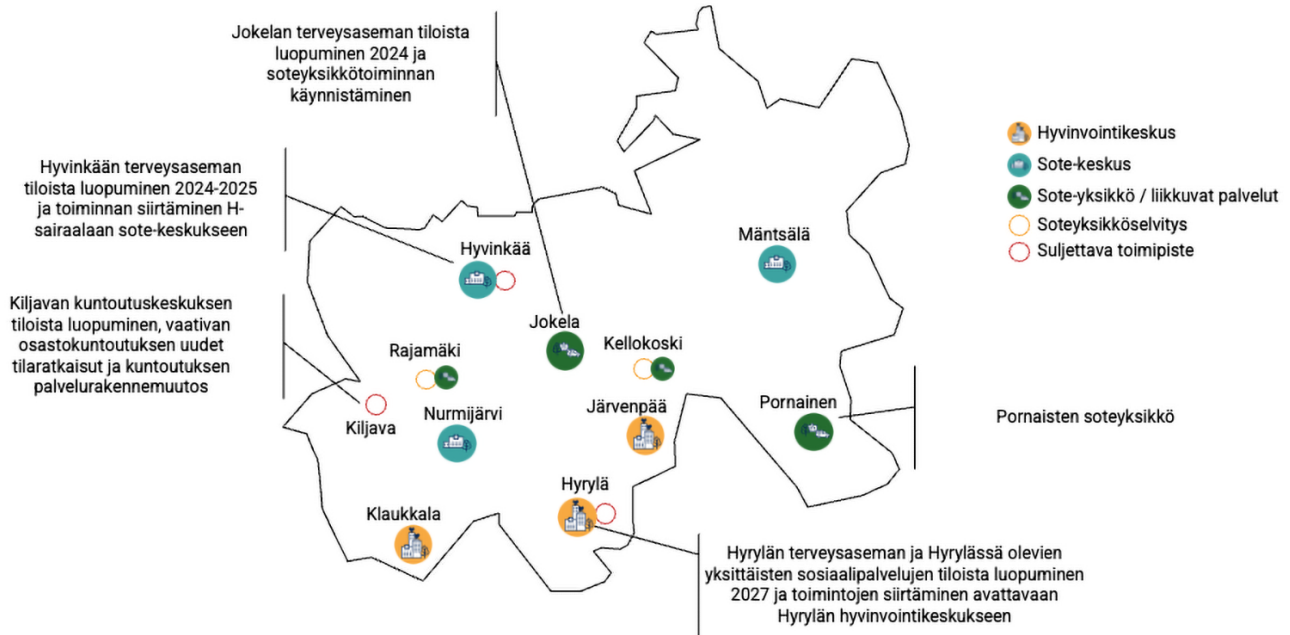 Jokelan terveysaseman tiloista
luopuminen 2024 ja
soteyksikkötoiminnan
käynnistäminen
Hyvinkään terveysaseman
tiloista luopuminen 2024-2025
ja toiminnan siirtäminen H-
sairaalaan sote-keskukseen
Kiljavan kuntoutuskeskuksen
tiloista luopuminen, vaativan
osastokuntoutuksen uudet
tilaratkaisut ja kuntoutuksen
palvelurakennemuutos
Hyvinkää
Mäntsälä
Jokela
Kellokoski
Rajamäki
Kiljava
Nurmijärvi
Järvenpää
Pornainen
Klaukkala
Hyrylä
Hyvinvointikeskus
Sote-keskus
Sote-yksikkö / liikkuvat palvelut
Soteyksikköselvitys
Suljettava toimipiste
Pornaisten soteyksikkö
Hyrylän terveysaseman ja Hyrylässä olevien
yksittäisten sosiaalipalvelujen tiloista luopuminen
2027 ja toimintojen siirtäminen avattavaan
Hyrylän hyvinvointikeskukseen